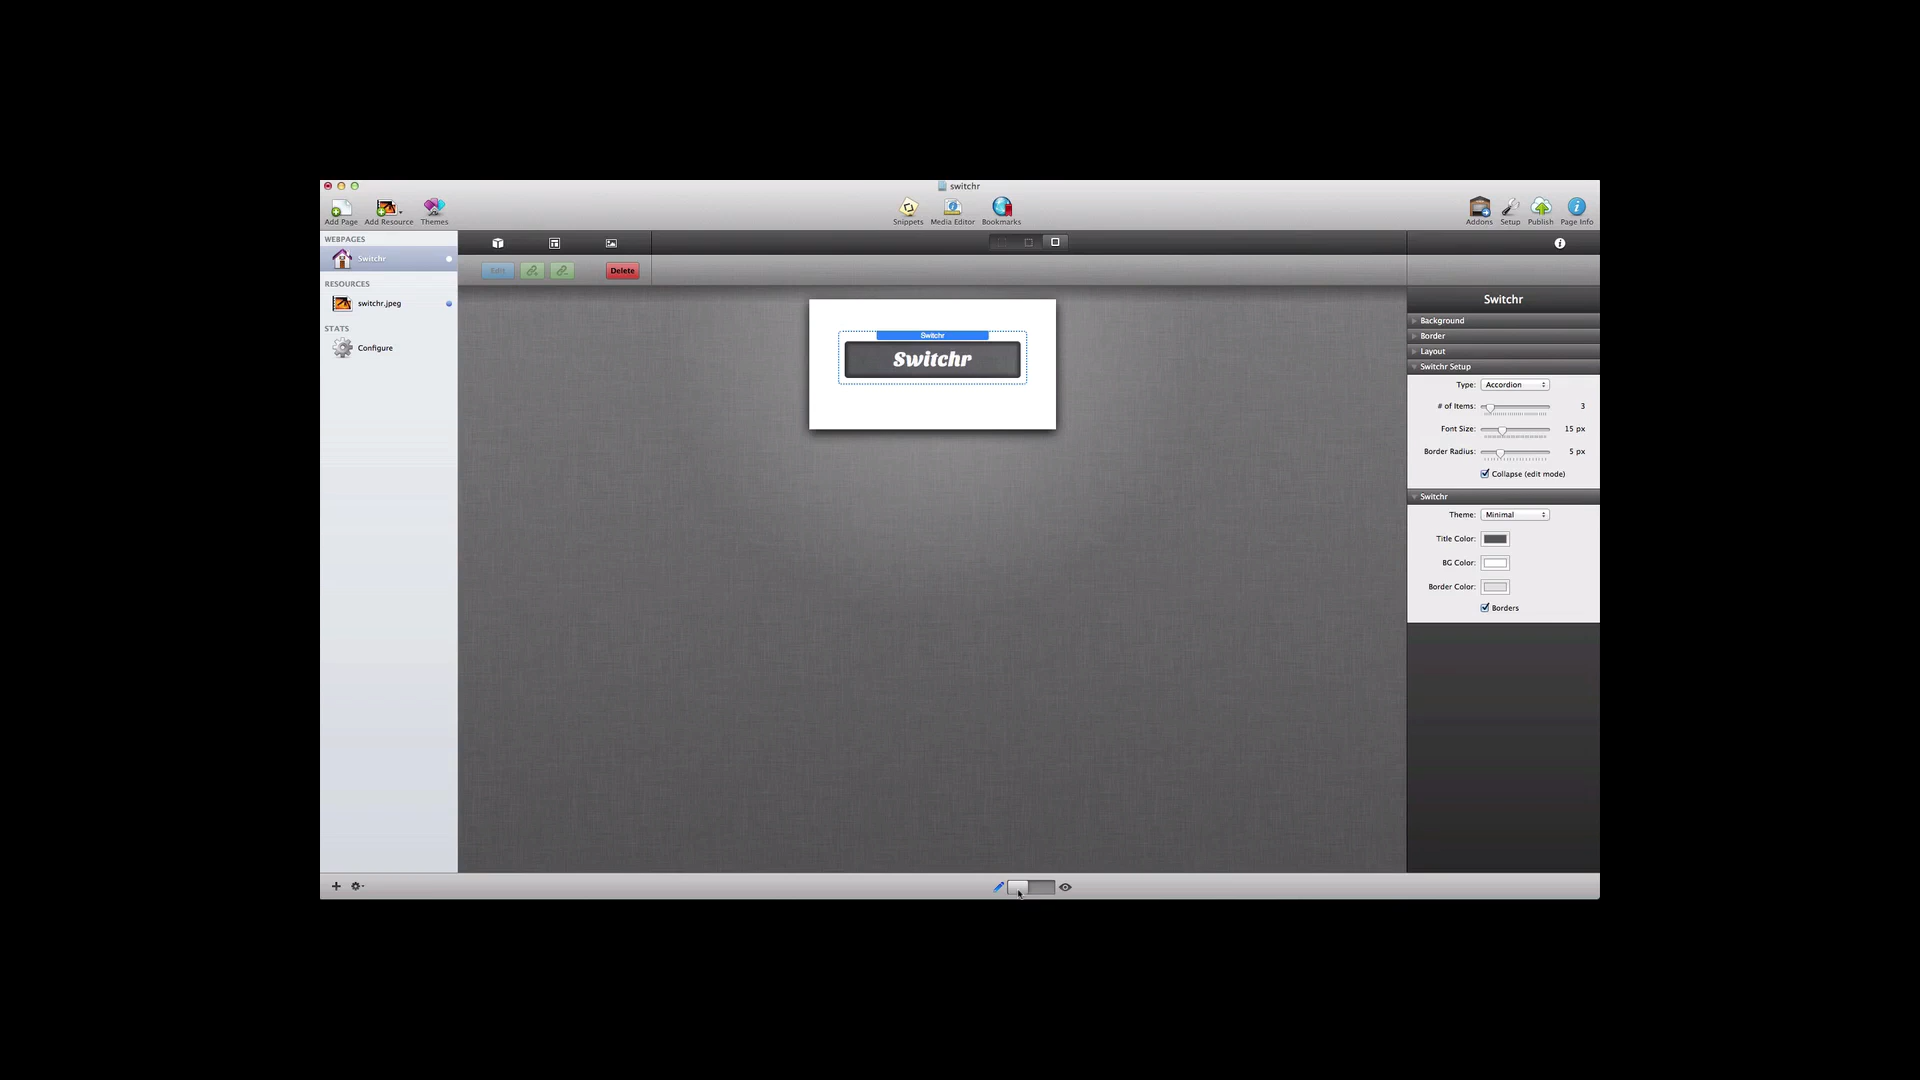 switchr
Add Page
Add Resource
Themes
Snippets
Media Editor
Bookmarks
Addons
Setup
Publish
Page Info
WEBPAGES
Switchr
RESOURCES
switchr.jpeg
STATS
Configure
Edit
Delete
Switchr
Switchr
Switchr
Background
Border
Layout
Switchr Setup
Type: Accordion
# of Items: 3
Font Size: 15 px
Border Radius: 5 px
Collapse (edit mode)
Switchr
Theme: Minimal
Title Color:
BG Color:
Border Color:
Borders